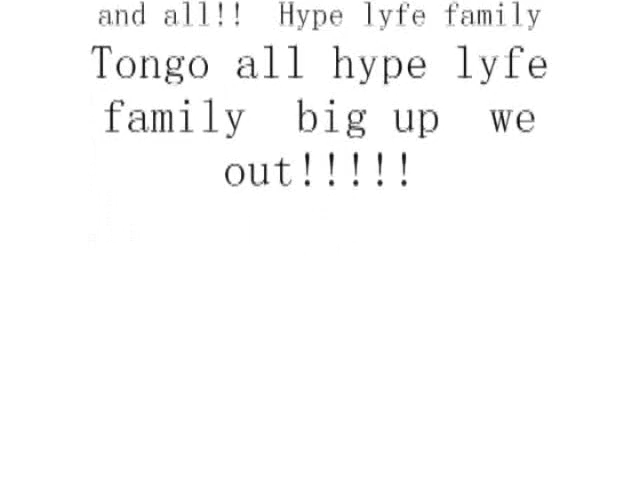 and all!!  Hype lyfe family
Tongo all hype lyfe
family  big up  we
out!!!!!